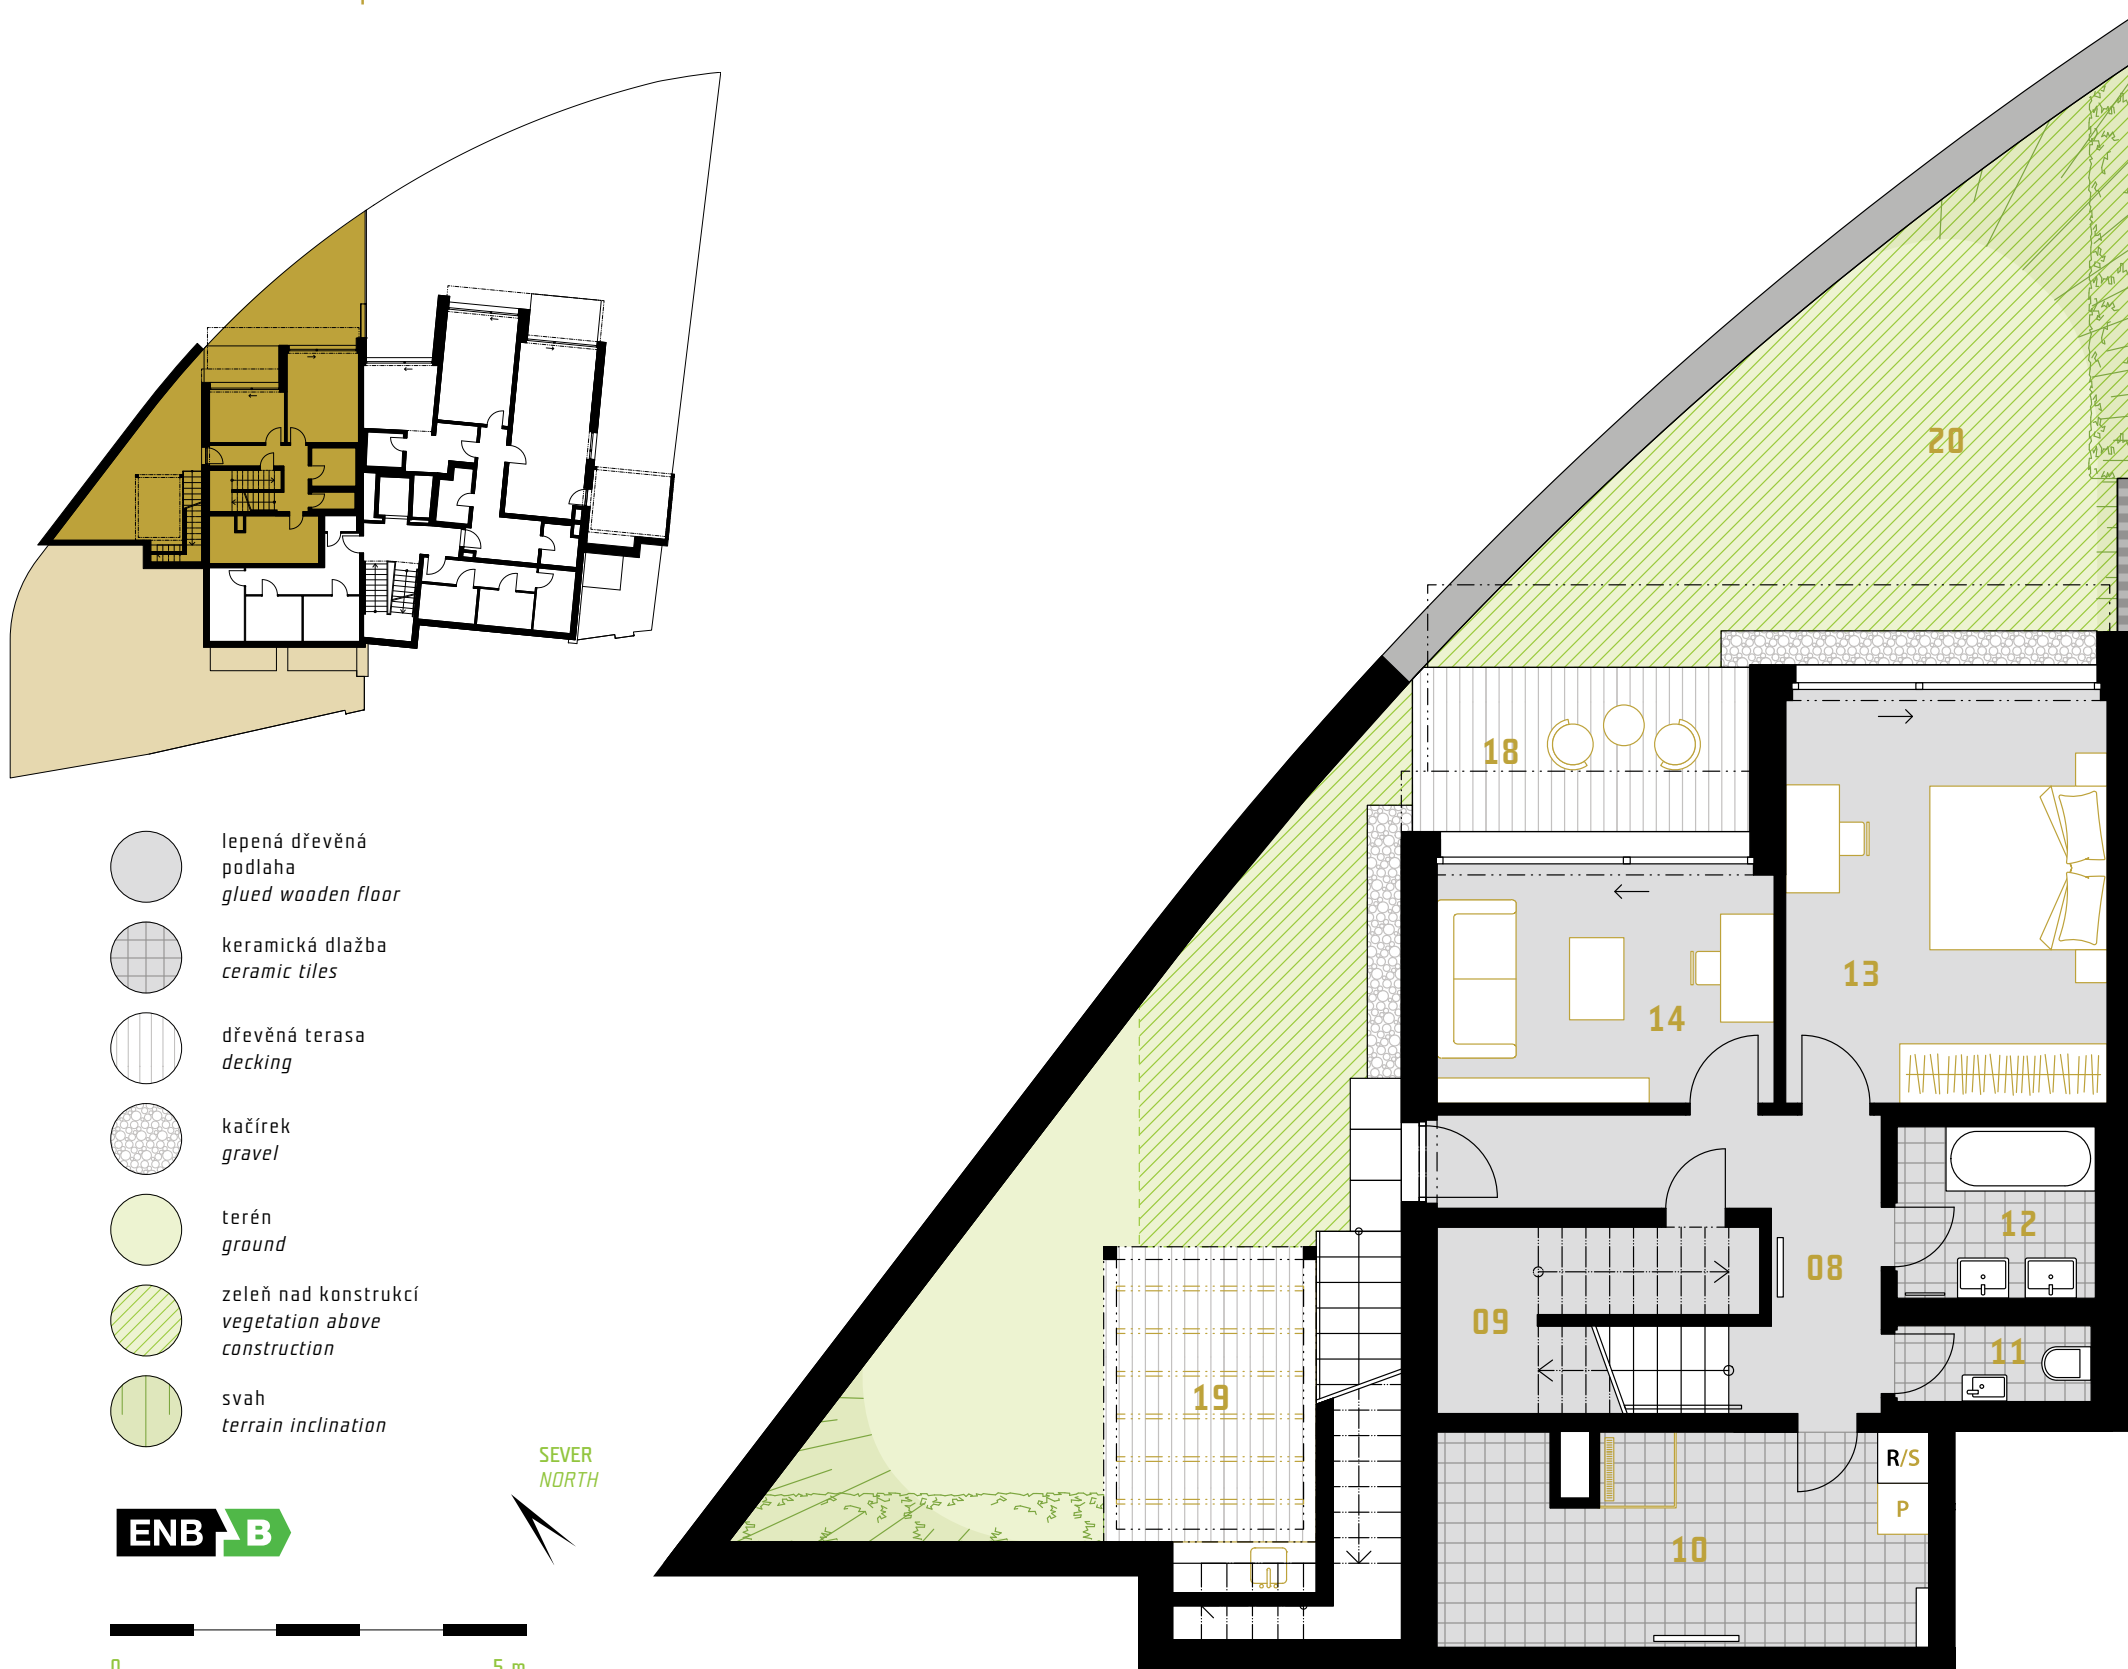 lepená dřevěná
podlaha
glued wooden floor
keramická dlažba
ceramic tiles
dřevěná terasa
decking
kačírek
gravel
terén
ground
zeleň nad konstrukcí
vegetation above
construction
svah
terrain inclination
SEVER
NORTH
ENB B
0 5 m
20
18
13
14
12
08
09
11
19
R/S
P
10